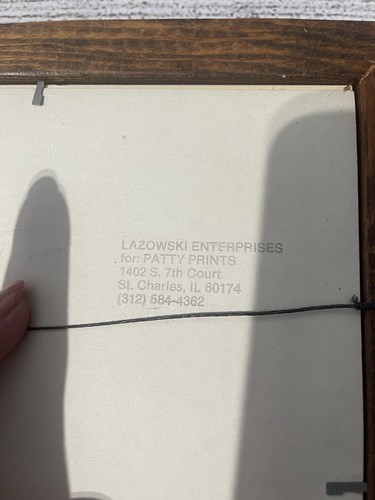 LAZOWSKI ENTERPRISES
for: PATTY PRINTS
1402 S. 7th Court
St. Charles, IL 60174
(312) 584-4362